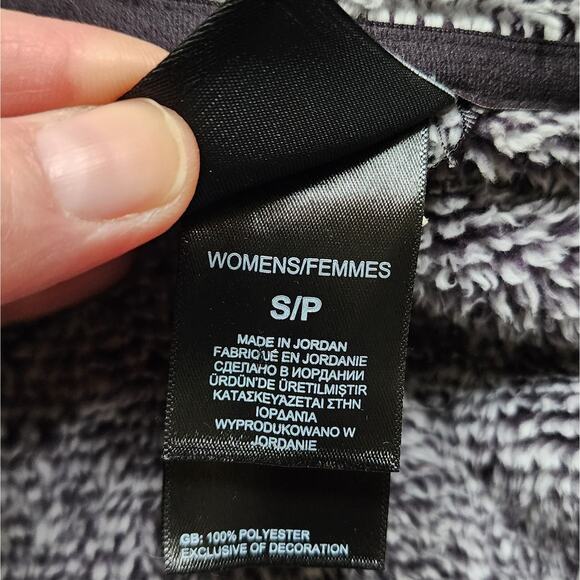 WOMENS/FEMMES
S/P
MADE IN JORDAN
FABRIQUÉ EN JORDANIE
СДЕЛАНО В ИОРДАНИИ
ÜRDÜN'DE ÜRETILMIŞTIR
ΚΑΤΑΣΚΕΥΑΖΕΤΑΙ ΣΤΗΝ
ΙΟΡΔΑΝΙΑ
WYPRODUKOWANO W
JORDANIE
GB: 100% POLYESTER
EXCLUSIVE OF DECORATION